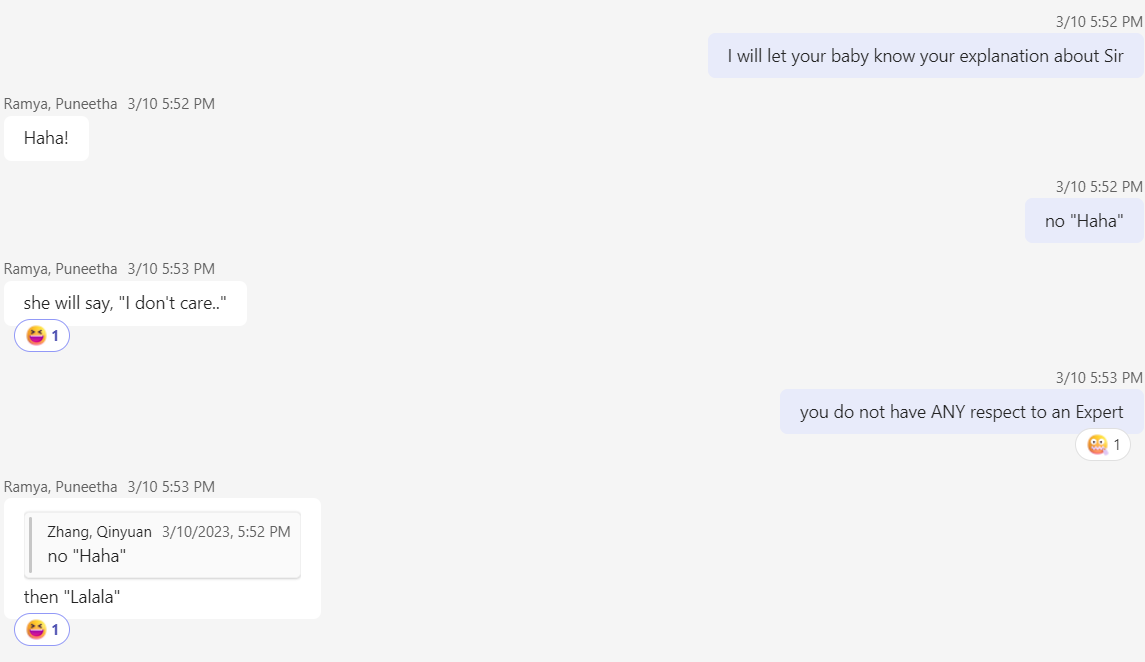 3/10 5:52 PM
I will let your baby know your explanation about Sir
Ramya, Puneetha 3/10 5:52 PM
Haha!
3/10 5:52 PM
no "Haha"
Ramya, Puneetha 3/10 5:53 PM
she will say, "I don't care.."
1
3/10 5:53 PM
you do not have ANY respect to an Expert
1
Ramya, Puneetha 3/10 5:53 PM
Zhang, Qinyuan 3/10/2023, 5:52 PM
no "Haha"
then "Lalala"
1